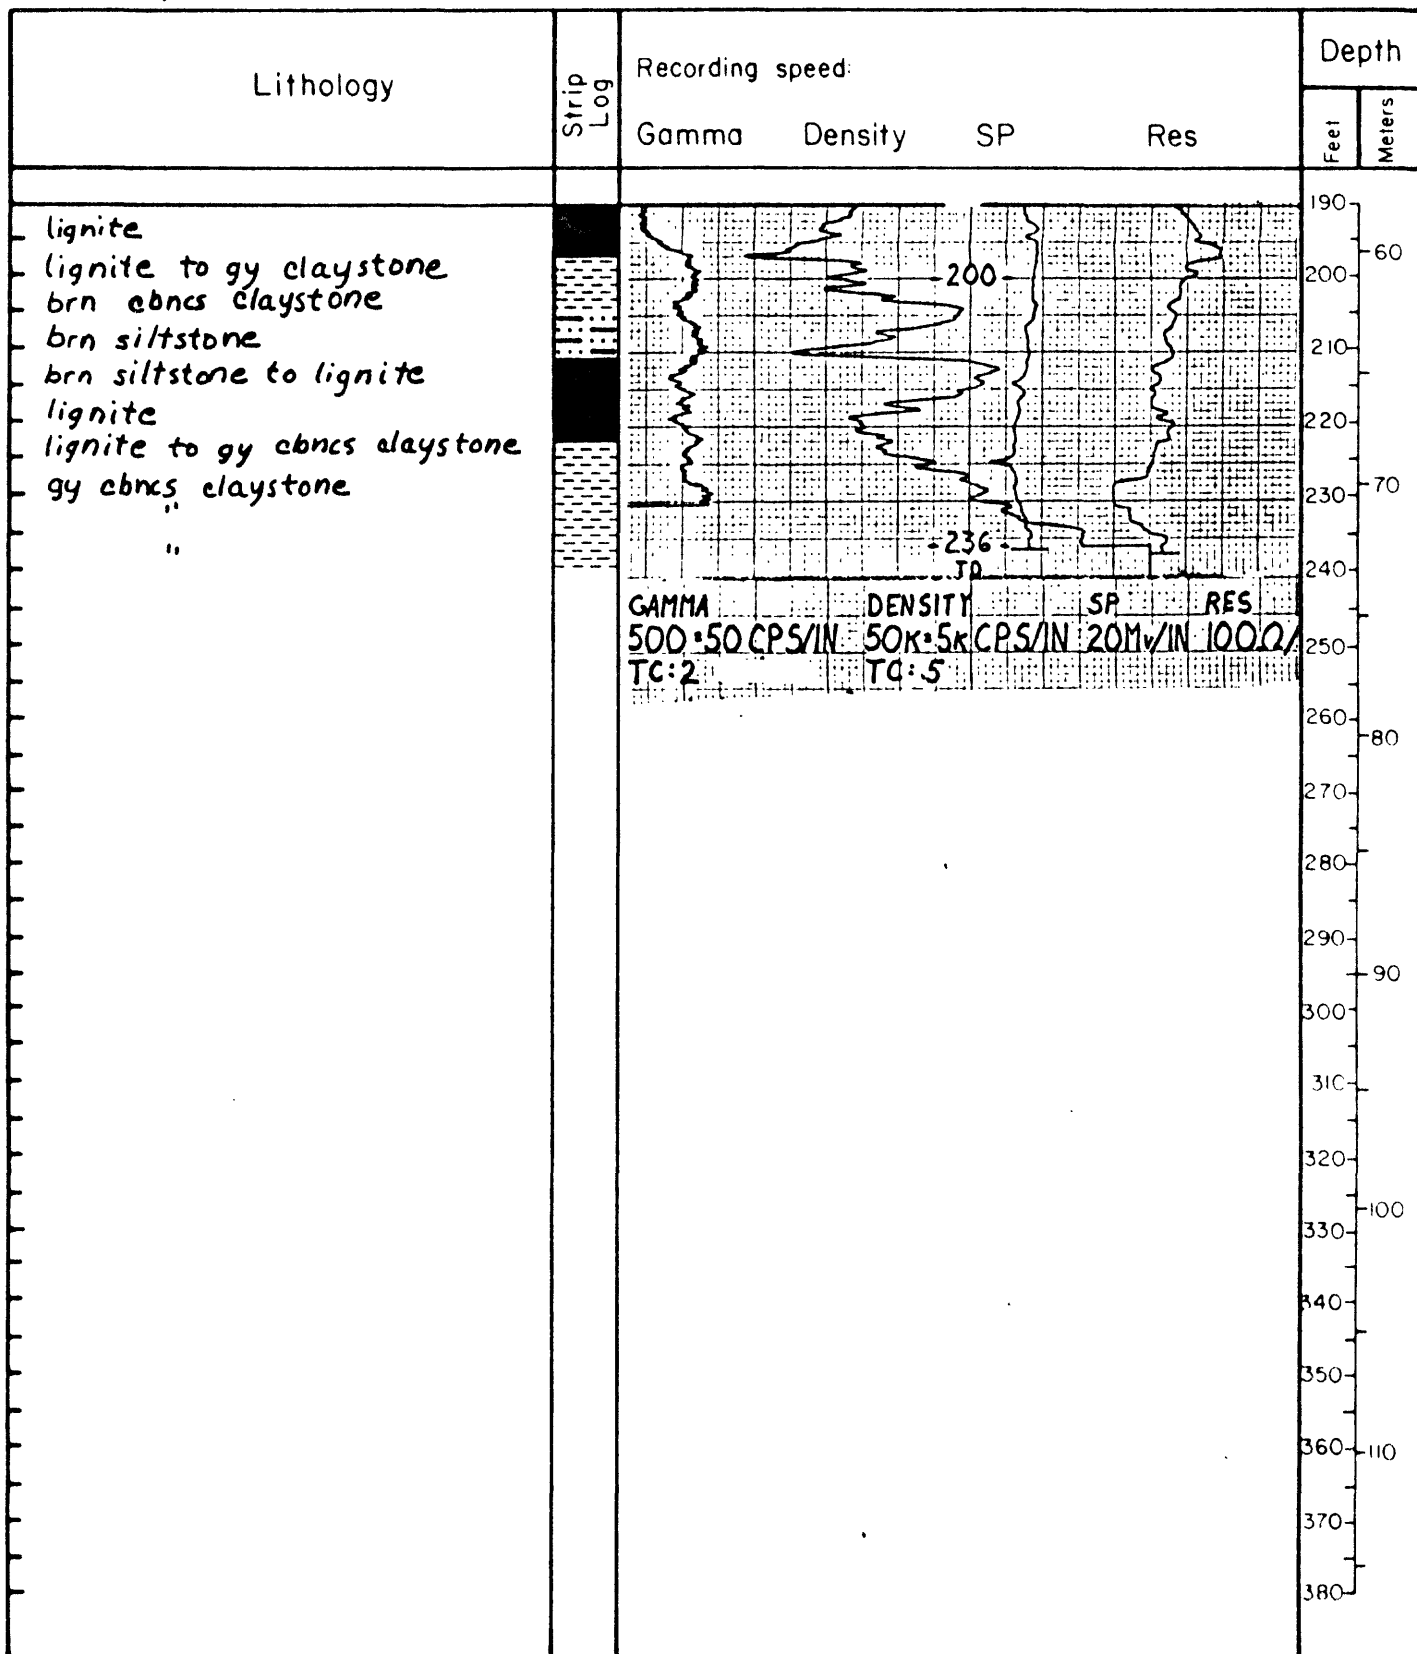 Lithology
Strip Log
Recording speed:
Gamma Density SP Res
Depth
Feet
Meters
lignite
lignite to gy claystone
brn cbncs claystone
brn siltstone
brn siltstone to lignite
lignite
lignite to gy cbncs claystone
gy cbncs claystone
"
"
200
236
TD
GAMMA DENSITY SP RES
500=50 CPS/IN 50K=5K CPS/IN 20Mv/IN 100Ω/
TC:2 TC:.5
190
200
210
220
230
240
250
260
270
280
290
300
310
320
330
340
350
360
370
380
60
70
80
90
100
110